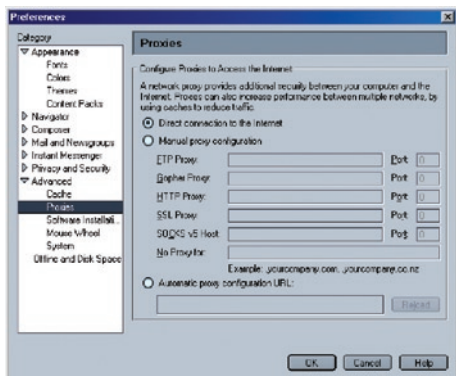 Preferences
Category
Appearance
Fonts
Colors
Themes
Content Packs
Navigator
Composer
Mail and Newsgroups
Instant Messenger
Privacy and Security
Advanced
Cache
Proxies
Software Installati...
Mouse Wheel
System
Offline and Disk Space
Proxies
Configure Proxies to Access the Internet
A network proxy provides additional security between your computer and the
Internet. Proxies can also increase performance between multiple networks, by
using caches to reduce traffic.
Direct connection to the Internet
Manual proxy configuration
FTP Proxy: Port: 0
Gopher Proxy: Port: 0
HTTP Proxy: Port: 0
SSL Proxy: Port: 0
SOCKS v5 Host: Port: 0
No Proxy for:
Example: .yourcompany.com, .yourcompany.co.nz
Automatic proxy configuration URL:
Reload
OK Cancel Help